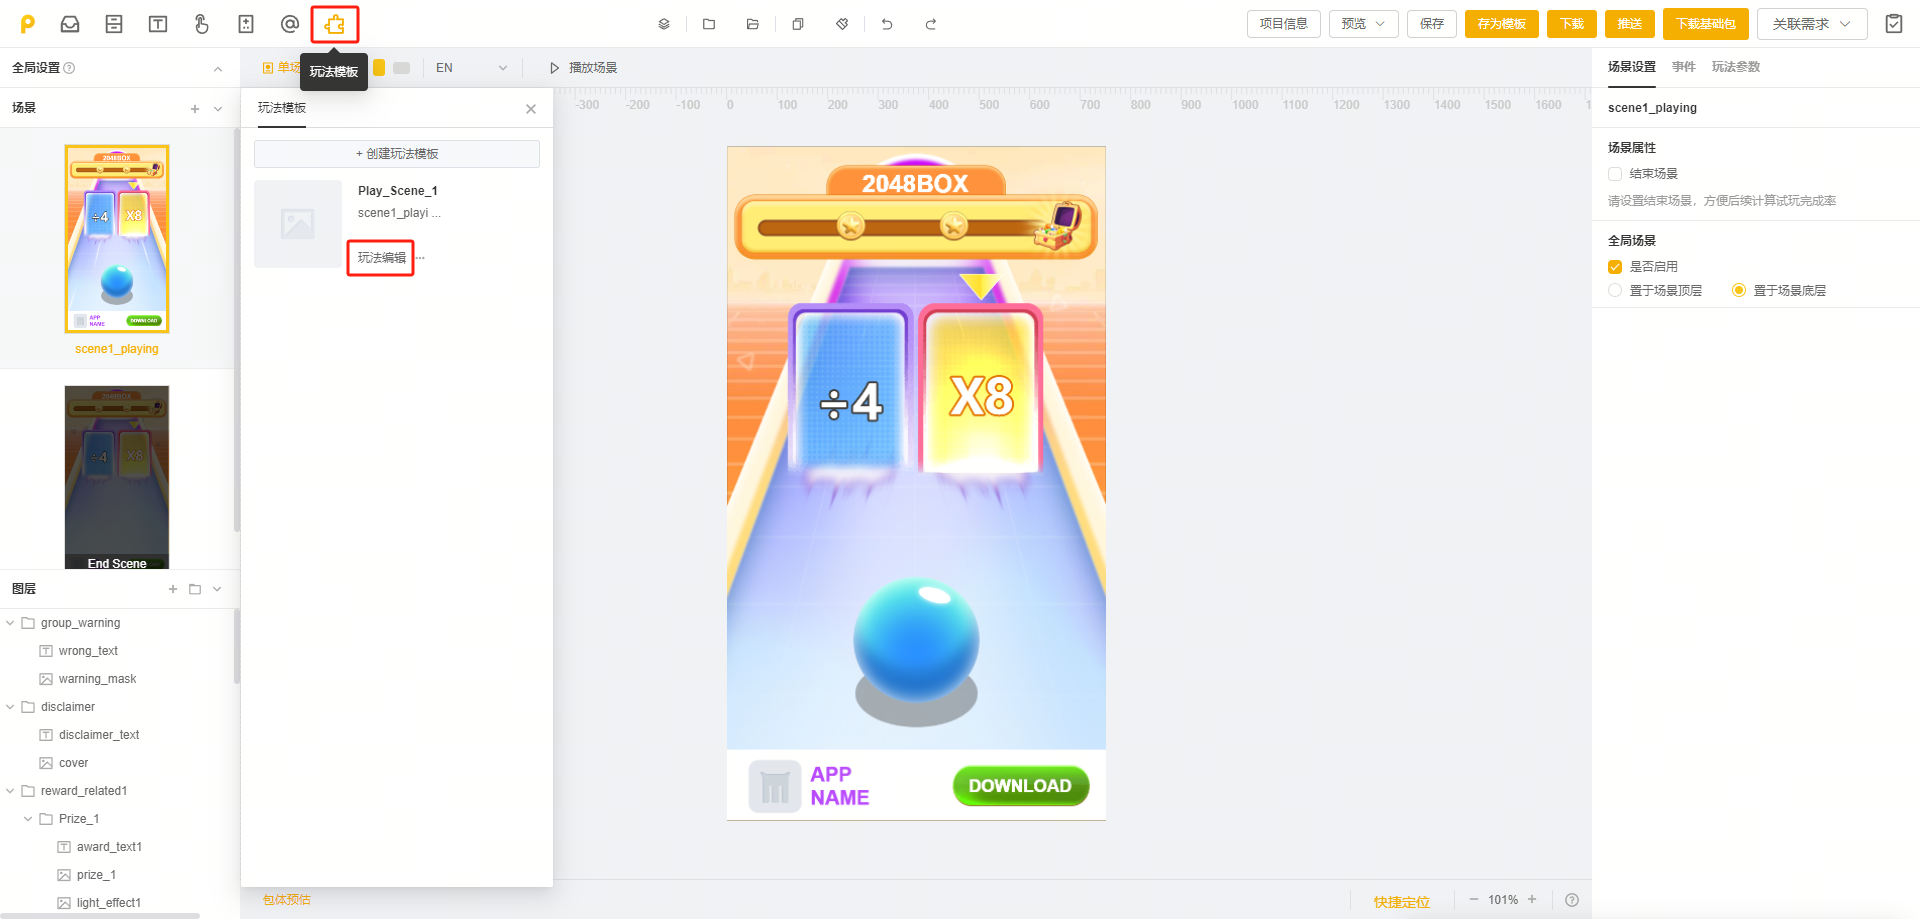 项目信息
预览
保存
存为模板
下载
推送
下载基础包
关联需求
全局设置
单场
玩法模板
EN
播放场景
场景设置
事件
玩法参数
场景
玩法模板
-300 -200 -100 0 100 200 300 400 500 600 700 800 900 1000 1100 1200 1300 1400 1500 1600
scene1_playing
+ 创建玩法模板
Play_Scene_1
scene1_playi ...
玩法编辑
...
场景属性
结束场景
请设置结束场景，方便后续计算试玩完成率
全局场景
是否启用
置于场景顶层
置于场景底层
2048BOX
÷4
X8
APP
NAME
DOWNLOAD
scene1_playing
2048BOX
÷4
X8
End Scene
2048BOX
÷4
X8
APP
NAME
DOWNLOAD
图层
group_warning
wrong_text
warning_mask
disclaimer
disclaimer_text
cover
reward_related1
Prize_1
award_text1
prize_1
light_effect1
包体预估
快捷定位
101%